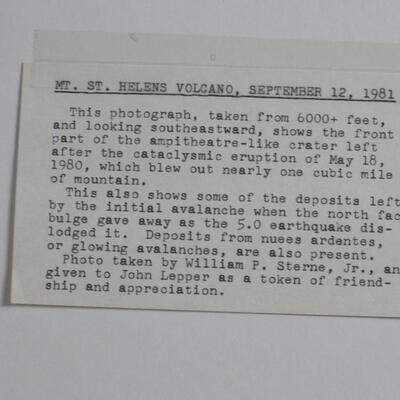 MT. ST. HELENS VOLCANO, SEPTEMBER 12, 1981
This photograph, taken from 6000+ feet,
and looking southeastward, shows the front
part of the ampitheatre-like crater left
after the cataclysmic eruption of May 18,
1980, which blew out nearly one cubic mile
of mountain.
This also shows some of the deposits left
by the initial avalanche when the north fac
bulge gave away as the 5.0 earthquake dis-
lodged it. Deposits from nuees ardentes,
or glowing avalanches, are also present.
Photo taken by William P. Sterne, Jr., an
given to John Lepper as a token of friend-
ship and appreciation.